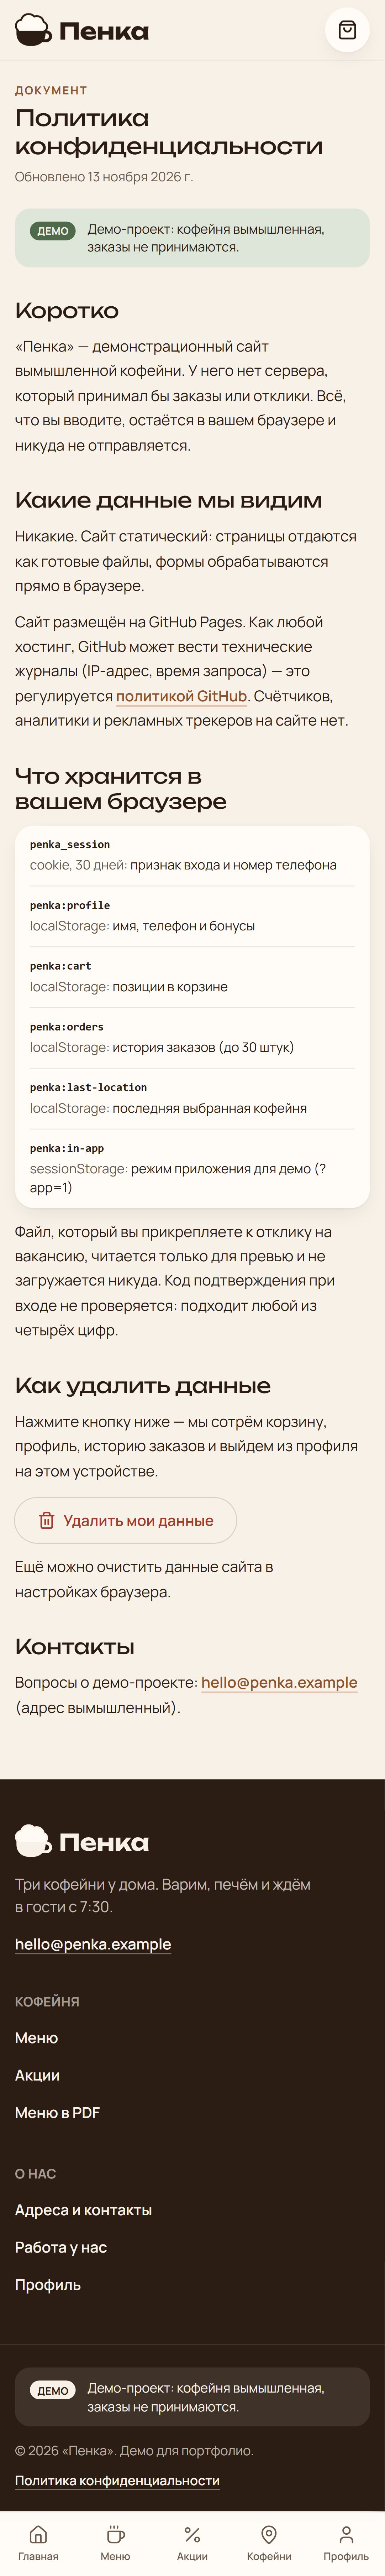 Пенка
ДОКУМЕНТ
Политика
конфиденциальности
Обновлено 13 ноября 2026 г.
ДЕМО
Демо-проект: кофейня вымышленная,
заказы не принимаются.
Коротко
«Пенка» — демонстрационный сайт
вымышленной кофейни. У него нет сервера,
который принимал бы заказы или отклики. Всё,
что вы вводите, остаётся в вашем браузере и
никуда не отправляется.
Какие данные мы видим
Никакие. Сайт статический: страницы отдаются
как готовые файлы, формы обрабатываются
прямо в браузере.
Сайт размещён на GitHub Pages. Как любой
хостинг, GitHub может вести технические
журналы (IP-адрес, время запроса) — это
регулируется политикой GitHub. Счётчиков,
аналитики и рекламных трекеров на сайте нет.
Что хранится в
вашем браузере
penka_session
cookie, 30 дней: признак входа и номер телефона
penka:profile
localStorage: имя, телефон и бонусы
penka:cart
localStorage: позиции в корзине
penka:orders
localStorage: история заказов (до 30 штук)
penka:last-location
localStorage: последняя выбранная кофейня
penka:in-app
sessionStorage: режим приложения для демо (?
app=1)
Файл, который вы прикрепляете к отклику на
вакансию, читается только для превью и не
загружается никуда. Код подтверждения при
входе не проверяется: подходит любой из
четырёх цифр.
Как удалить данные
Нажмите кнопку ниже — мы сотрём корзину,
профиль, историю заказов и выйдем из профиля
на этом устройстве.
Удалить мои данные
Ещё можно очистить данные сайта в
настройках браузера.
Контакты
Вопросы о демо-проекте: hello@penka.example
(адрес вымышленный).
Пенка
Три кофейни у дома. Варим, печём и ждём
в гости с 7:30.
hello@penka.example
КОФЕЙНЯ
Меню
Акции
Меню в PDF
О НАС
Адреса и контакты
Работа у нас
Профиль
ДЕМО
Демо-проект: кофейня вымышленная,
заказы не принимаются.
© 2026 «Пенка». Демо для портфолио.
Политика конфиденциальности
Главная
Меню
Акции
Кофейни
Профиль